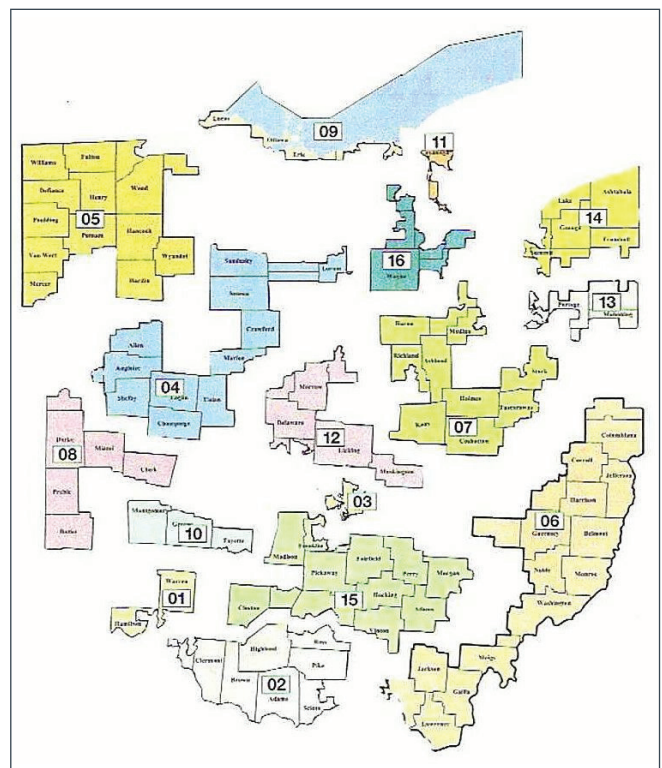 09
Lucas
Ottawa
Erie
11
Cuyahoga
Williams
Fulton
Defiance
Henry
Wood
Paulding
05
Putnam
Hancock
Van Wert
Wyandot
Mercer
Hardin
Ashtabula
Lake
14
Geauga
Trumbull
Summit
16
Wayne
Sandusky
Lorain
Seneca
Crawford
Marion
Portage
13
Mahoning
Huron
Medina
Richland
Ashland
Stark
Holmes
Tuscarawas
Knox
07
Coshocton
Allen
Auglaize
04
Shelby
Logan
Union
Champaign
Morrow
Delaware
12
Licking
Muskingum
Darke
08
Miami
Clark
Preble
Butler
Columbiana
Carroll
Jefferson
Harrison
06
Guernsey
Belmont
Noble
Monroe
Washington
Meigs
Jackson
Gallia
Lawrence
03
Montgomery
Greene
10
Fayette
Franklin
Madison
Fairfield
Pickaway
Perry
Morgan
Hocking
15
Athens
Clinton
Vinton
Warren
01
Hamilton
Ross
Highland
Clermont
Pike
Brown
02
Adams
Scioto